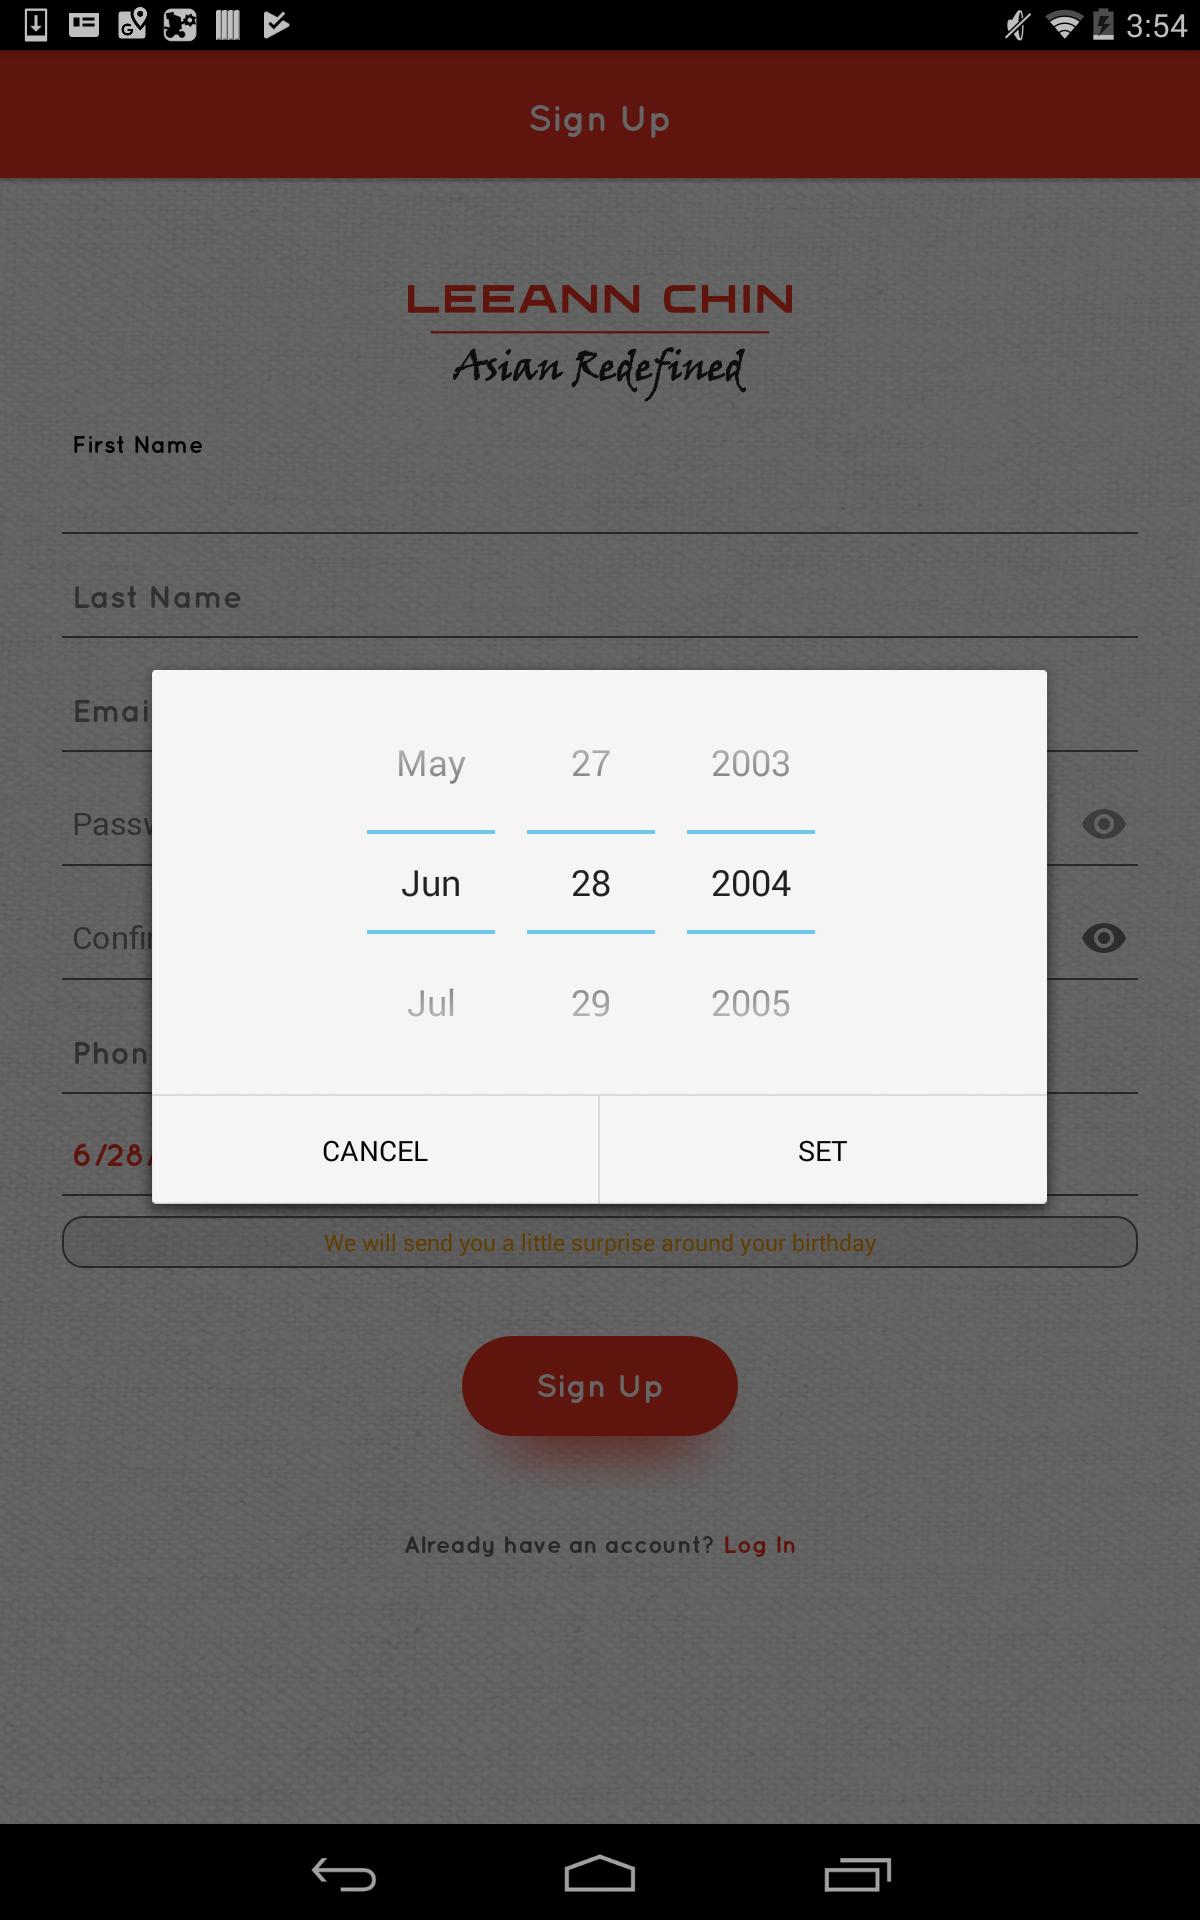 3:54
Sign Up
LEEANN CHIN
Asian Redefined
First Name
Last Name
Emai
Passw
Confir
Phon
6/28/
May 27 2003
Jun 28 2004
Jul 29 2005
CANCEL SET
We will send you a little surprise around your birthday
Sign Up
Already have an account? Log In